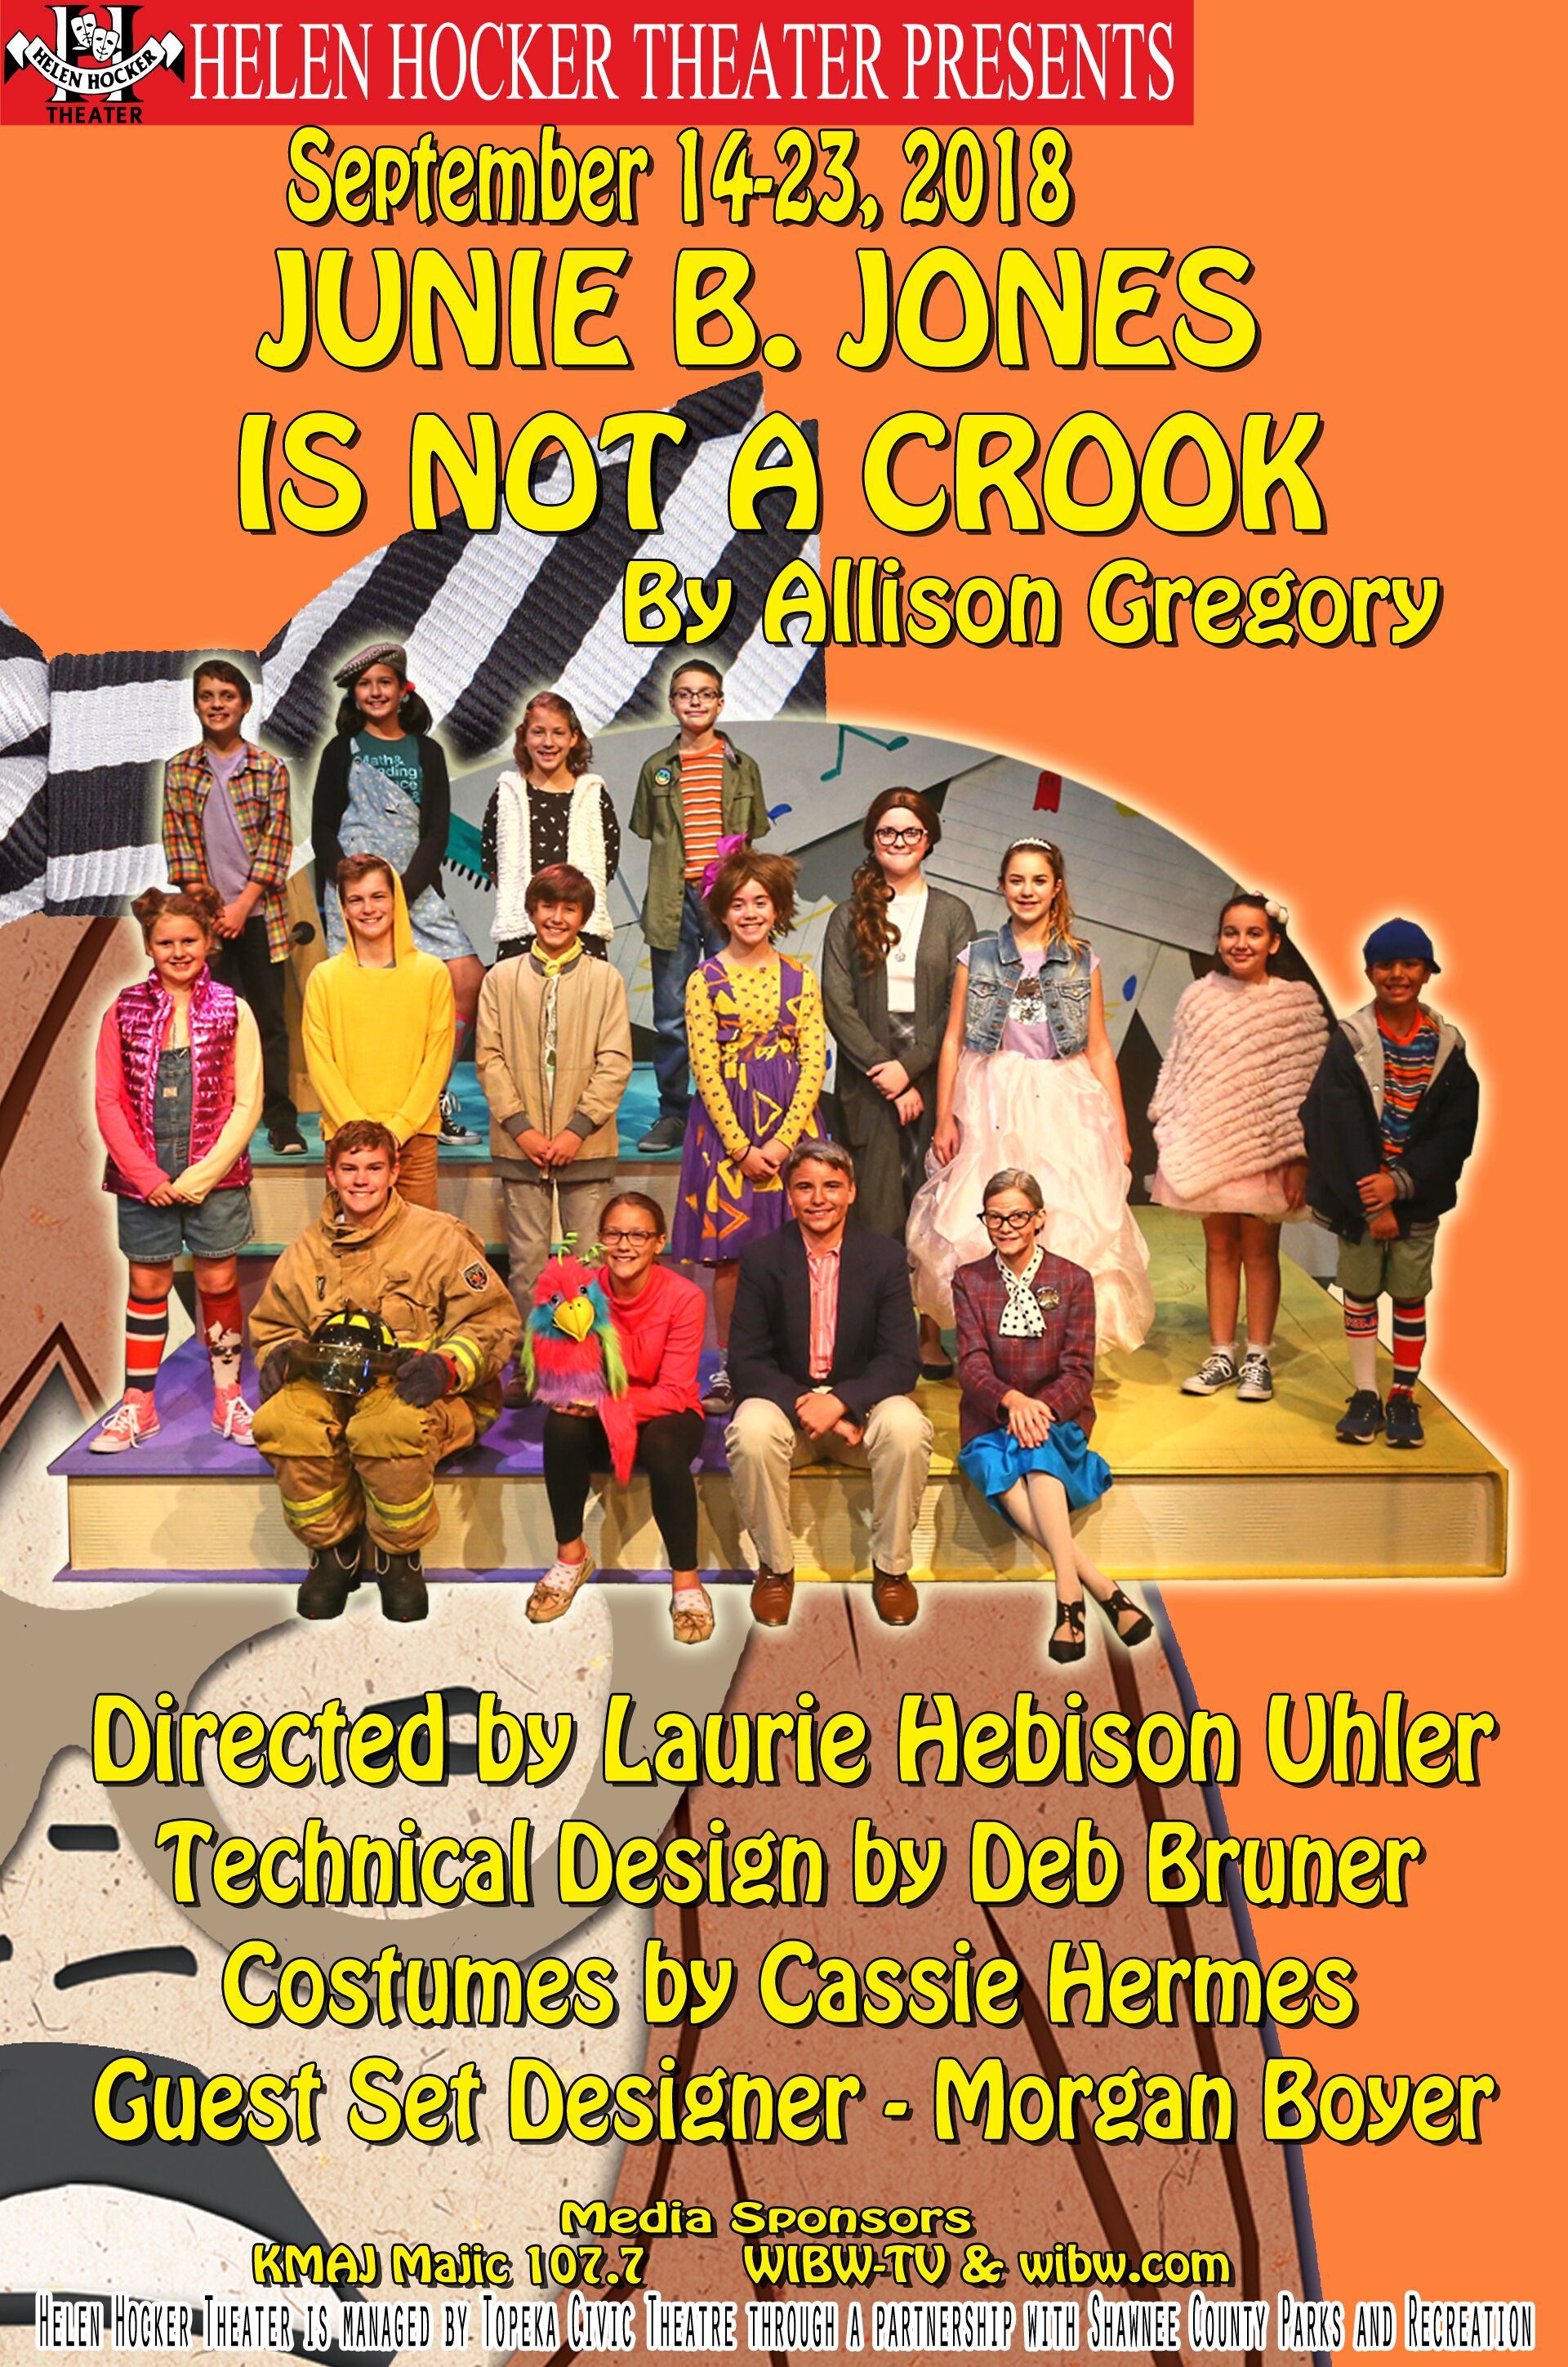 HELEN HOCKER
THEATER
HELEN HOCKER THEATER PRESENTS
September 14-23, 2018
JUNIE B. JONES
IS NOT A CROOK
By Allison Gregory
Math&
Directed by Laurie Hebison Uhler
Technical Design by Deb Bruner
Costumes by Cassie Hermes
Guest Set Designer - Morgan Boyer
Media Sponsors
KMAJ Majic 107.7 WIBW-TV & wibw.com
Helen Hocker Theater is managed by Topeka Civic Theatre through a partnership with Shawnee County Parks and Recreation